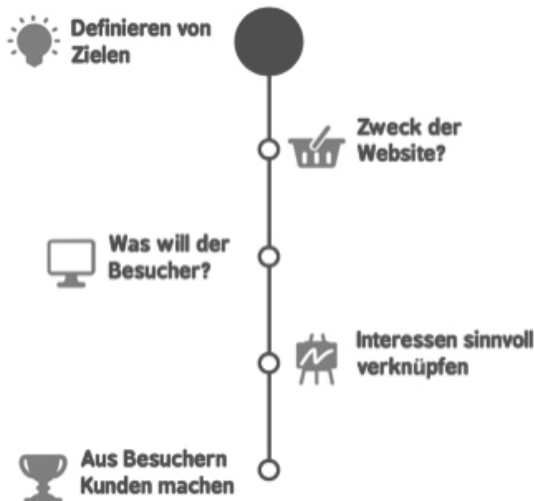 Definieren von
Zielen
Zweck der
Website?
Was will der
Besucher?
Interessen sinnvoll
verknüpfen
Aus Besuchern
Kunden machen